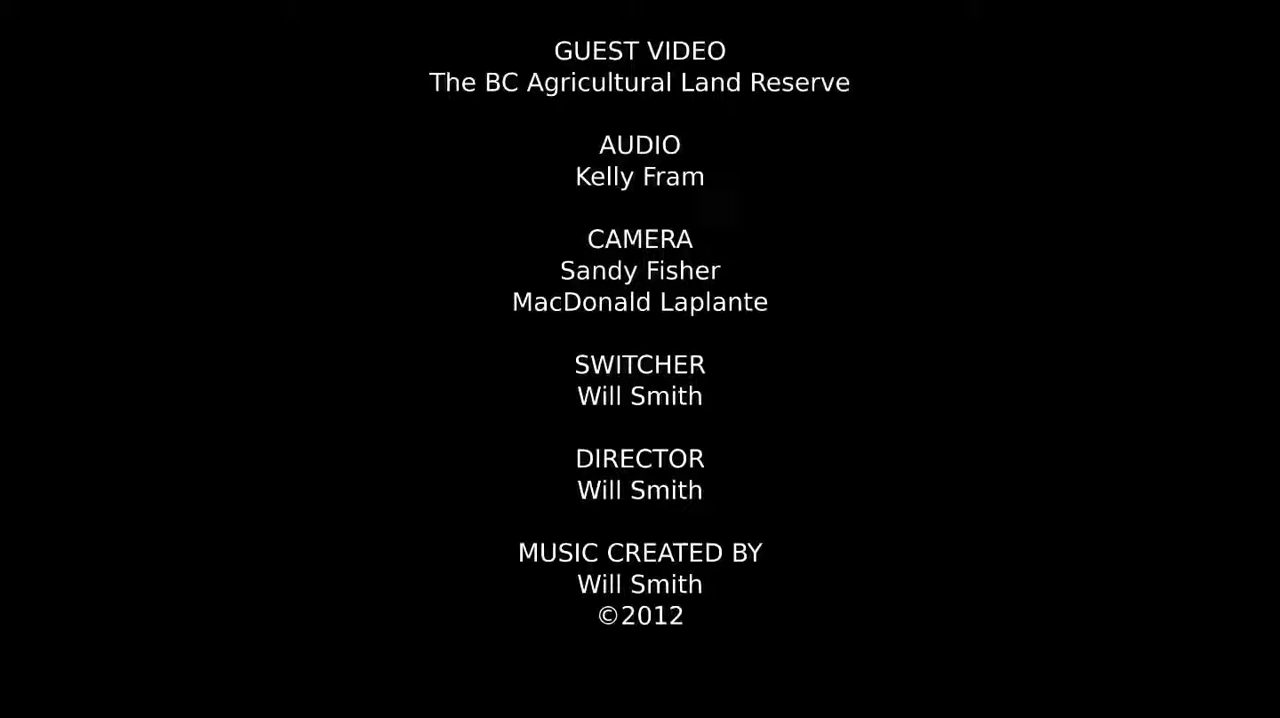 GUEST VIDEO
The BC Agricultural Land Reserve
AUDIO
Kelly Fram
CAMERA
Sandy Fisher
MacDonald Laplante
SWITCHER
Will Smith
DIRECTOR
Will Smith
MUSIC CREATED BY
Will Smith
©2012